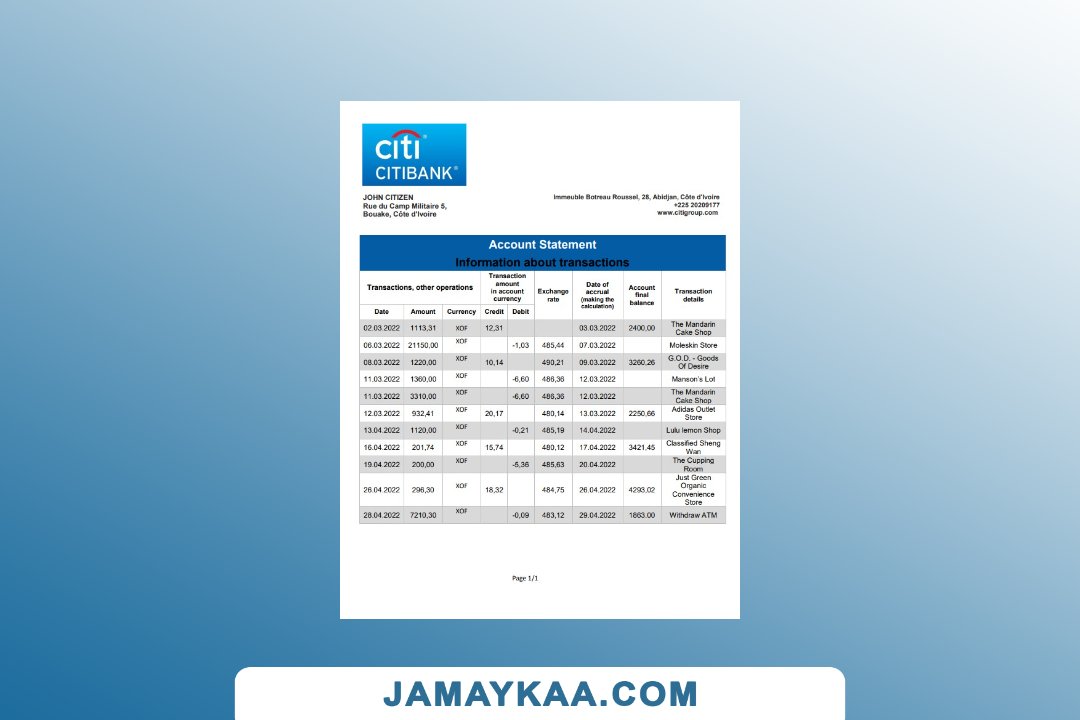 citi
CITIBANK
JOHN CITIZEN
Rue du Camp Militaire 5,
Bouake, Côte d'Ivoire
Immeuble Botreau Roussel, 28, Abidjan, Côte d'Ivoire
+225 20209177
www.citigroup.com
Account Statement
Information about transactions
Transactions, other operations
Transaction
amount
in account
currency
Exchange
rate
Date of
accrual
(making the
calculation)
Account
final
balance
Transaction
details
Date Amount Currency Credit Debit
02.03.2022 1113,31 XOF 12,31 03.03.2022 2400,00 The Mandarin
Cake Shop
06.03.2022 21150,00 XOF -1,03 485,44 07.03.2022 Moleskin Store
08.03.2022 1220,00 XOF 10,14 490,21 09.03.2022 3260,26 G.O.D. - Goods
Of Desire
11.03.2022 1360,00 XOF -6,60 486,36 12.03.2022 Manson's Lot
11.03.2022 3310,00 XOF -6,60 486,36 12.03.2022 The Mandarin
Cake Shop
12.03.2022 932,41 XOF 20,17 480,14 13.03.2022 2250,66 Adidas Outlet
Store
13.04.2022 1120,00 XOF -0,21 485,19 14.04.2022 Lulu lemon Shop
16.04.2022 201,74 XOF 15,74 480,12 17.04.2022 3421,45 Classified Sheng
Wan
19.04.2022 200,00 XOF -5,36 485,63 20.04.2022 The Cupping
Room
26.04.2022 296,30 XOF 18,32 484,75 26.04.2022 4293,02 Just Green
Organic
Convenience
Store
28.04.2022 7210,30 XOF -0,09 483,12 29.04.2022 1863.00 Withdraw ATM
Page 1/1
JAMAYKAA.COM